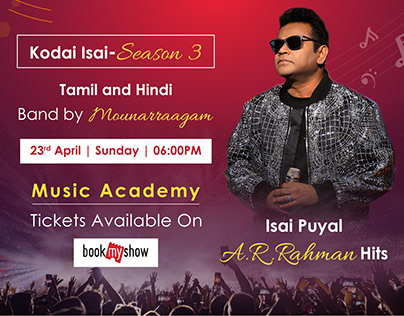 Kodai Isai-Season 3
Tamil and Hindi
Band by Mounarraagam
23rd April | Sunday | 06:00PM
Music Academy
Tickets Available On
bookmyshow
Isai Puyal
A.R.Rahman Hits